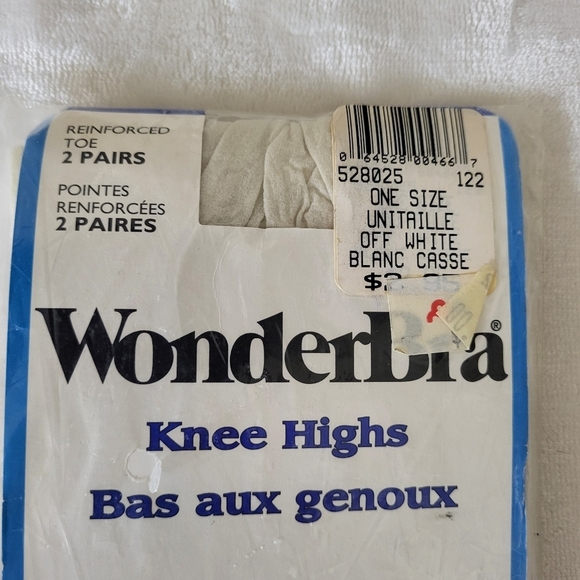 REINFORCED
TOE
2 PAIRS
POINTES
RENFORCÉES
2 PAIRES
0 64528 00466 7
528025 122
ONE SIZE
UNITAILLE
OFF WHITE
BLANC CASSE
WonderBra®
Knee Highs
Bas aux genoux